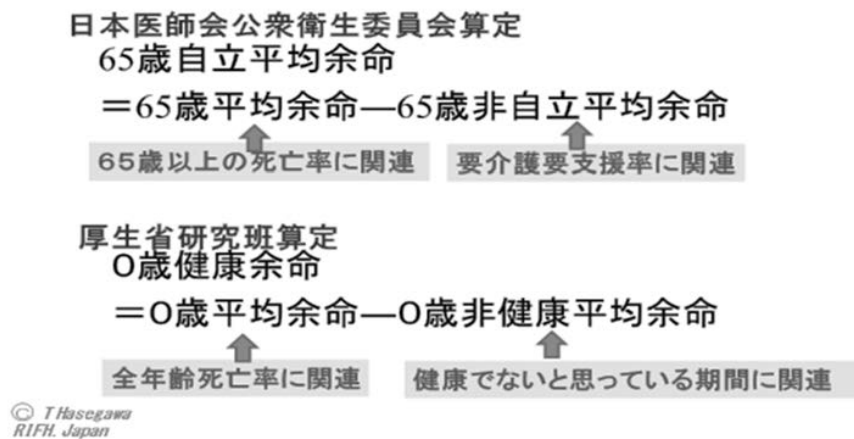 日本医師会公衆衛生委員会算定
65歳自立平均余命
＝65歳平均余命―65歳非自立平均余命
６５歳以上の死亡率に関連　要介護要支援率に関連
厚生省研究班算定
０歳健康余命
＝０歳平均余命―０歳非健康平均余命
全年齢死亡率に関連　健康でないと思っている期間に関連
© T Hasegawa
RIFH. Japan